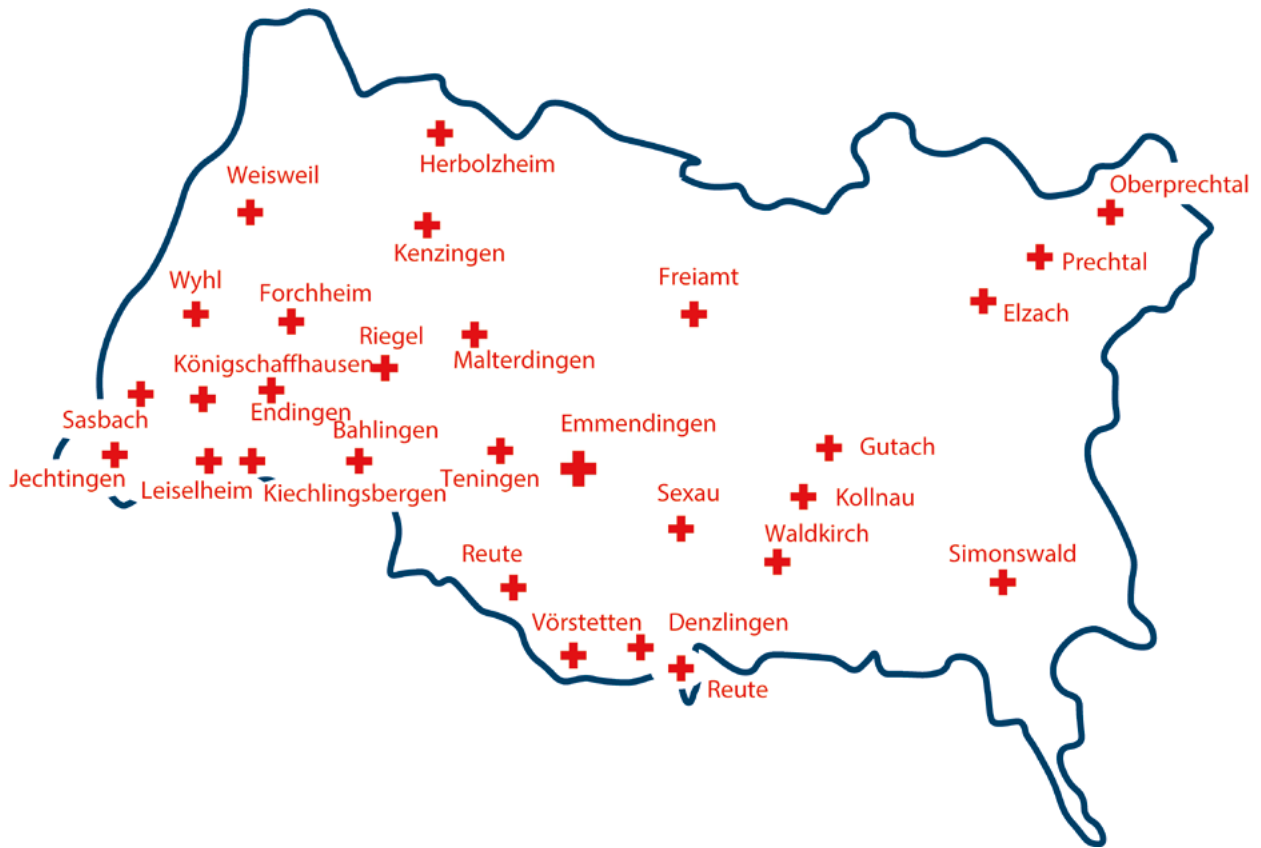 Herbolzheim
Weisweil
Oberprechtal
Kenzingen
Prechtal
Wyhl
Freiamt
Forchheim
Elzach
Riegel
Königschaffhausen
Malterdingen
Endingen
Sasbach
Bahlingen
Emmendingen
Gutach
Jechtingen
Teningen
Leiselheim
Kiechlingsbergen
Sexau
Kollnau
Waldkirch
Reute
Simonswald
Vörstetten
Denzlingen
Reute